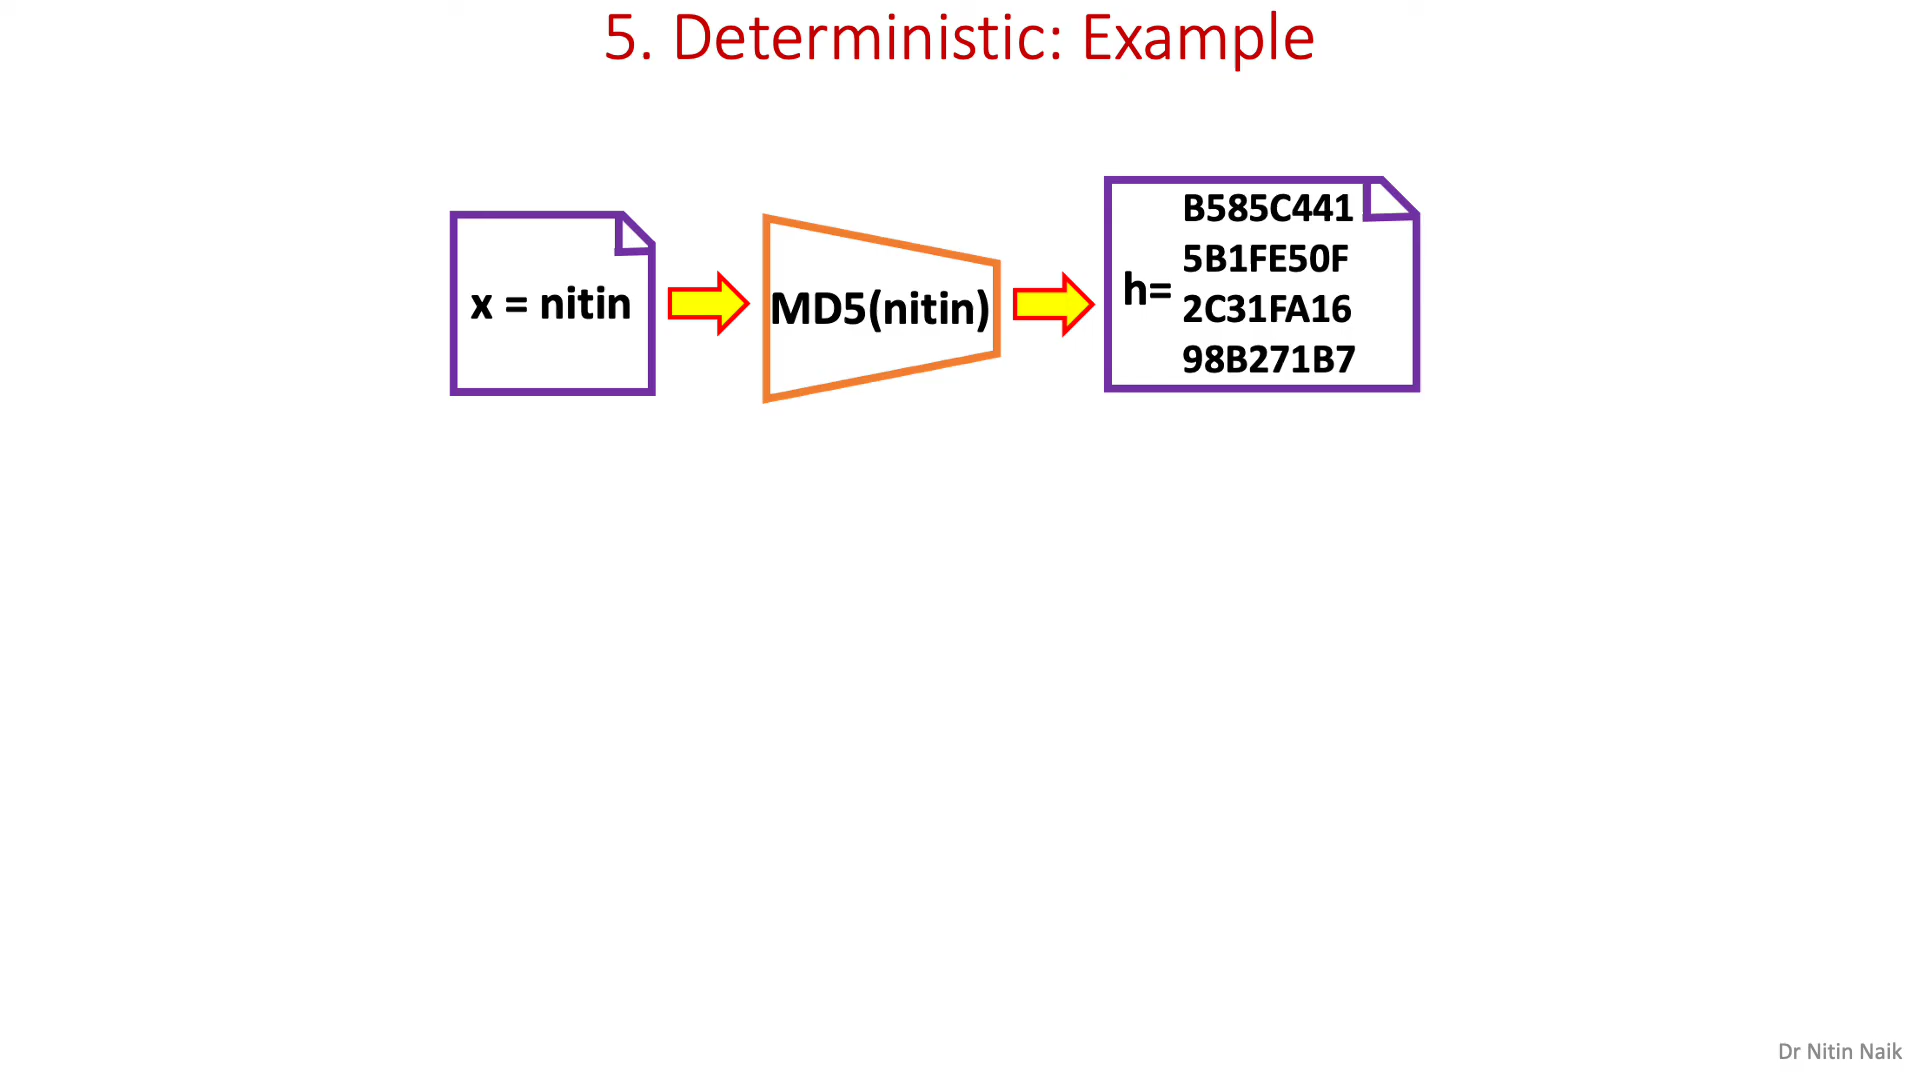 5. Deterministic: Example
x = nitin
MD5(nitin)
h=
B585C441
5B1FE50F
2C31FA16
98B271B7
Dr Nitin Naik